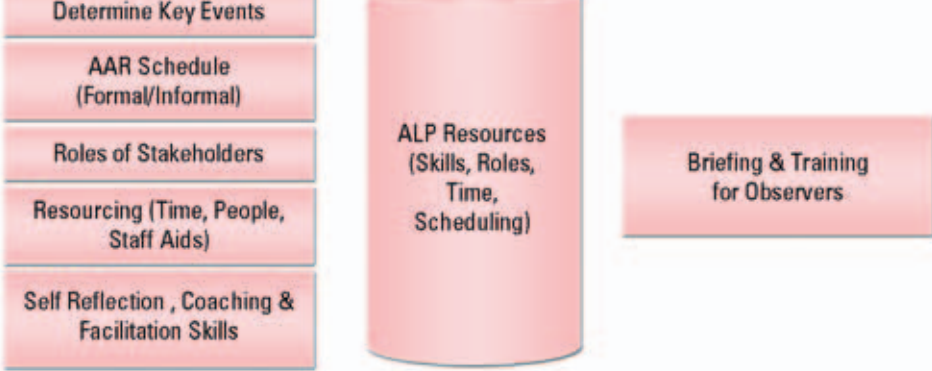 Determine Key Events
AAR Schedule
(Formal/Informal)
Roles of Stakeholders
Resourcing (Time, People,
Staff Aids)
Self Reflection , Coaching &
Facilitation Skills
ALP Resources
(Skills, Roles,
Time,
Scheduling)
Briefing & Training
for Observers